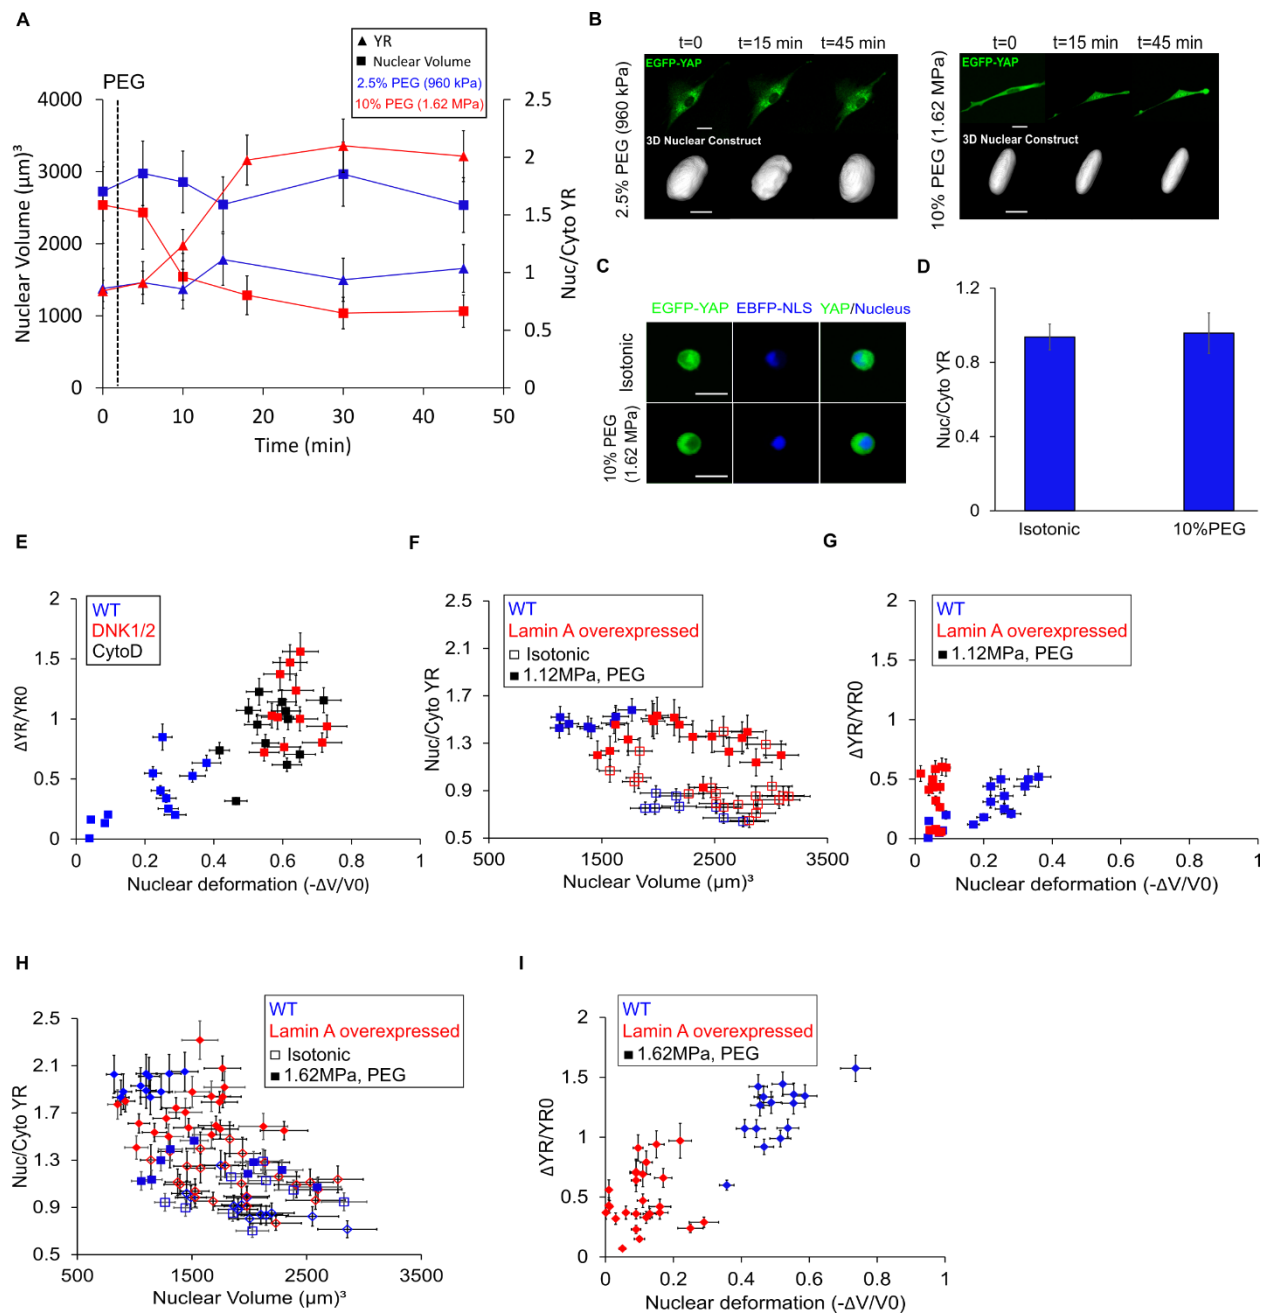 A
YR
Nuclear Volume
2.5% PEG (960 kPa)
10% PEG (1.62 MPa)
PEG
4000
3000
2000
1000
0
2.5
2
1.5
1
0.5
0
0
10
20
30
40
50
Nuclear Volume (µm)³
Nuc/Cyto YR
Time (min)
B
t=0
t=15 min
t=45 min
EGFP-YAP
3D Nuclear Construct
2.5% PEG (960 kPa)
t=0
t=15 min
t=45 min
EGFP-YAP
3D Nuclear Construct
10% PEG (1.62 MPa)
C
EGFP-YAP
EBFP-NLS
YAP/Nucleus
Isotonic
10% PEG
(1.62 MPa)
D
1.2
0.8
0.4
0
Nuc/Cyto YR
Isotonic
10%PEG
E
WT
DNK1/2
CytoD
2
1.5
1
0.5
0
0
0.2
0.4
0.6
0.8
1
ΔYR/YR0
Nuclear deformation (-ΔV/V0)
F
WT
Lamin A overexpressed
Isotonic
1.12MPa, PEG
2.5
2.1
1.7
1.3
0.9
0.5
500
1500
2500
3500
Nuc/Cyto YR
Nuclear Volume (µm)³
G
WT
Lamin A overexpressed
1.12MPa, PEG
2
1.5
1
0.5
0
0
0.2
0.4
0.6
0.8
1
ΔYR/YR0
Nuclear deformation (-ΔV/V0)
H
WT
Lamin A overexpressed
Isotonic
1.62MPa, PEG
2.5
2.1
1.7
1.3
0.9
0.5
500
1500
2500
3500
Nuc/Cyto YR
Nuclear Volume (µm)³
I
WT
Lamin A overexpressed
1.62MPa, PEG
2
1.5
1
0.5
0
0
0.2
0.4
0.6
0.8
1
ΔYR/YR0
Nuclear deformation (-ΔV/V0)